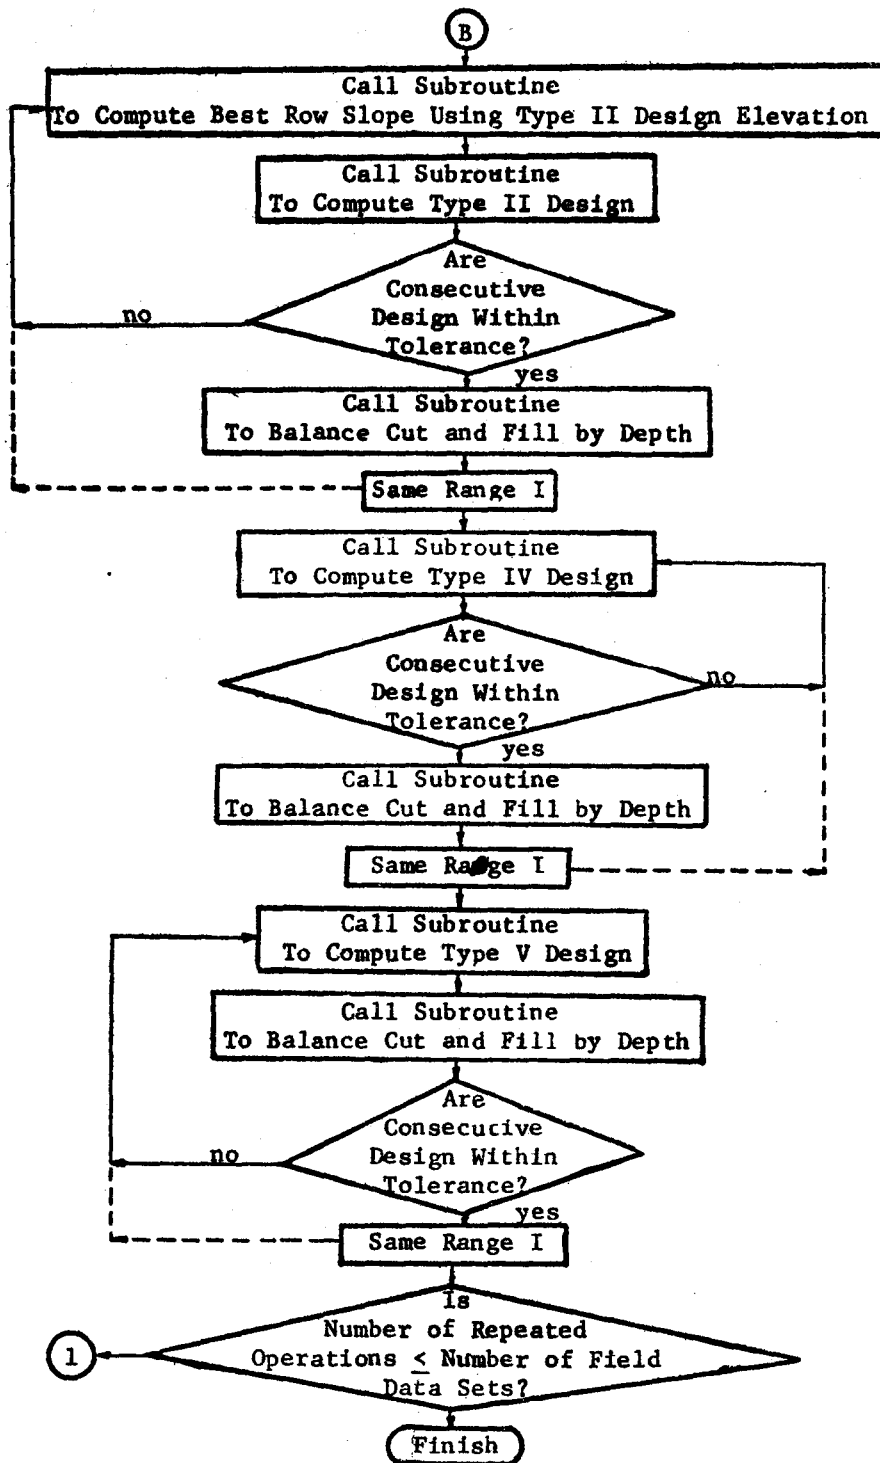 B
Call Subroutine
To Compute Best Row Slope Using Type II Design Elevation
Call Subroutine
To Compute Type II Design
Are
Consecutive
Design Within
Tolerance?
no
yes
Call Subroutine
To Balance Cut and Fill by Depth
Same Range I
Call Subroutine
To Compute Type IV Design
Are
Consecutive
Design Within
Tolerance?
no
yes
Call Subroutine
To Balance Cut and Fill by Depth
Same Range I
Call Subroutine
To Compute Type V Design
Call Subroutine
To Balance Cut and Fill by Depth
Are
Consecucive
Design Within
Tolerance?
no
yes
Same Range I
Is
Number of Repeated
Operations ≤ Number of Field
Data Sets?
1
Finish